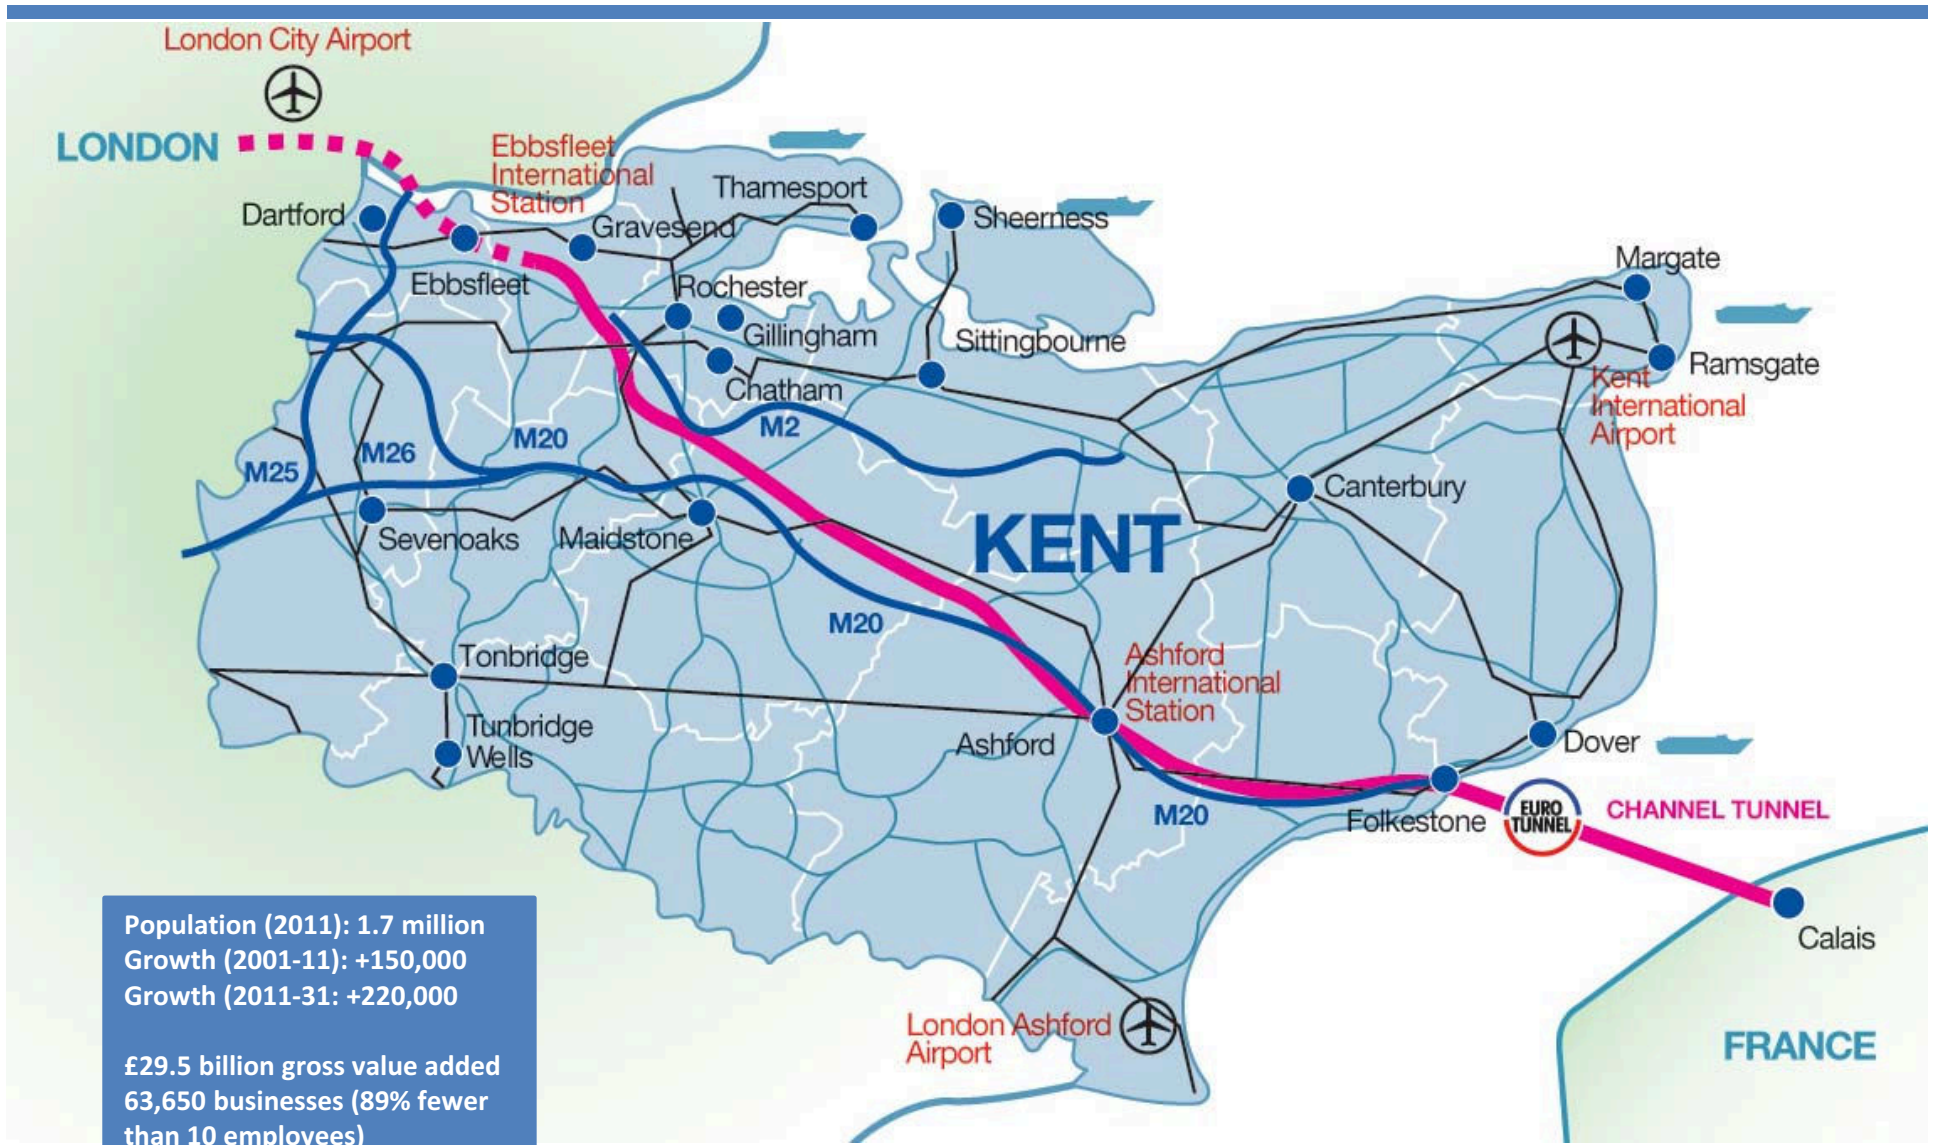 London City Airport
LONDON
Ebbsfleet
International
Station
Thamesport
Dartford
Gravesend
Sheerness
Ebbsfleet
Rochester
Margate
Gillingham
Sittingbourne
Chatham
Ramsgate
Kent
International
Airport
M2
M20
M26
M25
Canterbury
KENT
Sevenoaks
Maidstone
M20
Tonbridge
Ashford
International
Station
Tunbridge
Wells
Ashford
Dover
M20
Folkestone
EURO
TUNNEL
CHANNEL TUNNEL
Calais
London Ashford
Airport
FRANCE
Population (2011): 1.7 million
Growth (2001-11): +150,000
Growth (2011-31: +220,000
£29.5 billion gross value added
63,650 businesses (89% fewer
than 10 employees)